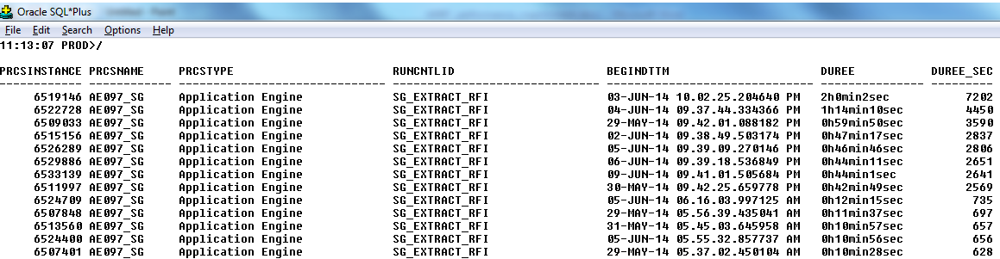 Oracle SQL*Plus
File Edit Search Options Help
11:13:07 PROD>/
PRCSINSTANCE PRCSNAME PRCSTYPE RUNCNTLID BEGINDTTM DUREE DUREE_SEC
------------ ------------ ------------------------------ ------------------------------ ------------------------------ --------------- ---------
6519146 AE097_SG Application Engine SG_EXTRACT_RFI 03-JUN-14 10.02.25.204640 PM 2h0min2sec 7202
6522728 AE097_SG Application Engine SG_EXTRACT_RFI 04-JUN-14 09.37.44.334366 PM 1h14min10sec 4450
6509033 AE097_SG Application Engine SG_EXTRACT_RFI 29-MAY-14 09.42.01.088182 PM 0h59min50sec 3590
6515156 AE097_SG Application Engine SG_EXTRACT_RFI 02-JUN-14 09.38.49.503174 PM 0h47min17sec 2837
6526289 AE097_SG Application Engine SG_EXTRACT_RFI 05-JUN-14 09.39.09.270146 PM 0h46min46sec 2806
6529886 AE097_SG Application Engine SG_EXTRACT_RFI 06-JUN-14 09.39.18.536849 PM 0h44min11sec 2651
6533139 AE097_SG Application Engine SG_EXTRACT_RFI 09-JUN-14 09.41.01.505684 PM 0h44min1sec 2641
6511997 AE097_SG Application Engine SG_EXTRACT_RFI 30-MAY-14 09.42.25.659778 PM 0h42min49sec 2569
6524709 AE097_SG Application Engine SG_EXTRACT_RFI 05-JUN-14 06.16.03.997125 AM 0h12min15sec 735
6507848 AE097_SG Application Engine SG_EXTRACT_RFI 29-MAY-14 05.56.39.435041 AM 0h11min37sec 697
6513560 AE097_SG Application Engine SG_EXTRACT_RFI 31-MAY-14 05.45.03.645958 AM 0h10min57sec 657
6524400 AE097_SG Application Engine SG_EXTRACT_RFI 05-JUN-14 05.55.32.857737 AM 0h10min56sec 656
6507401 AE097_SG Application Engine SG_EXTRACT_RFI 29-MAY-14 05.37.02.450104 AM 0h10min28sec 628